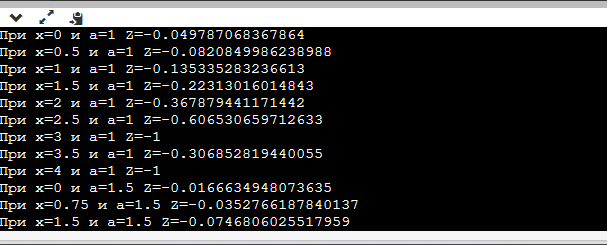 При x=0 и a=1 Z=-0.049787068367864
При x=0.5 и a=1 Z=-0.0820849986238988
При x=1 и a=1 Z=-0.135335283236613
При x=1.5 и a=1 Z=-0.22313016014843
При x=2 и a=1 Z=-0.367879441171442
При x=2.5 и a=1 Z=-0.606530659712633
При x=3 и a=1 Z=-1
При x=3.5 и a=1 Z=-0.306852819440055
При x=4 и a=1 Z=-1
При x=0 и a=1.5 Z=-0.0166634948073635
При x=0.75 и a=1.5 Z=-0.0352766187840137
При x=1.5 и a=1.5 Z=-0.0746806025517959